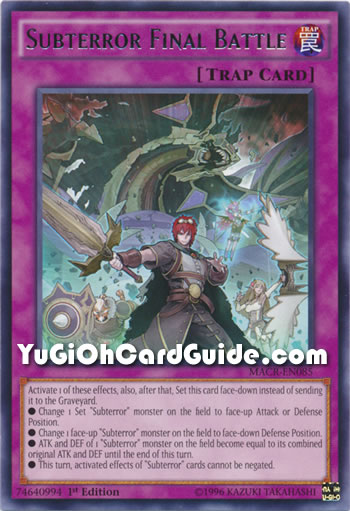 SUBTERROR FINAL BATTLE
TRAP
罠
[TRAP CARD]
YuGiOhCardGuide.com
MACR-EN085
Activate 1 of these effects, also, after that, Set this card face-down instead of sending
it to the Graveyard.
● Change 1 Set "Subterror" monster on the field to face-up Attack or Defense
Position.
● Change 1 face-up "Subterror" monster on the field to face-down Defense Position.
● ATK and DEF of 1 "Subterror" monster on the field become equal to its combined
original ATK and DEF until the end of this turn.
● This turn, activated effects of "Subterror" cards cannot be negated.
74640994 1st Edition ©1996 KAZUKI TAKAHASHI